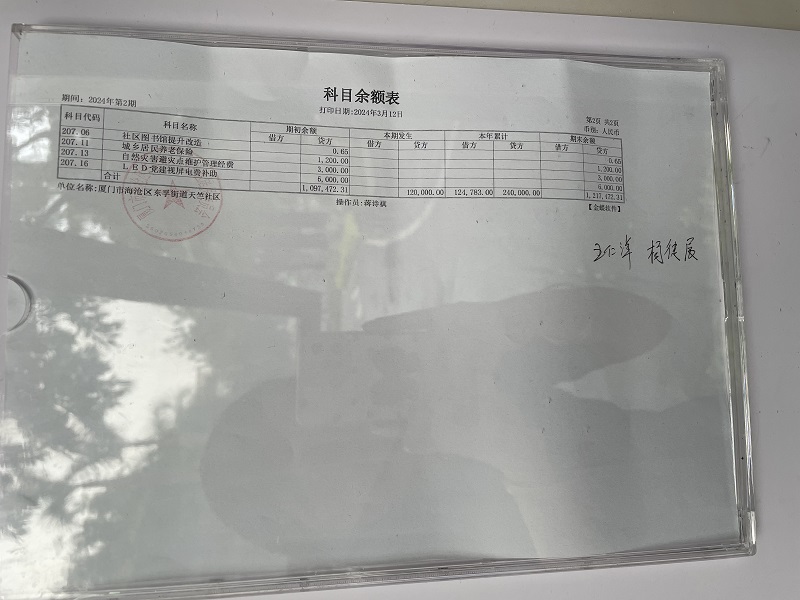 科目余额表
期间：2024年第2期
打印日期:2024年3月12日
第2页 共2页
币别：人民币
科目代码 科目名称 期初余额 本期发生 本年累计 期末余额
借方 贷方 借方 贷方 借方 贷方 借方 贷方
207.06 社区图书馆提升改造 0.65 0.65
207.11 城乡居民养老保险 1,200.00 1,200.00
207.13 自然灾害避灾点维护管理经费 3,000.00 3,000.00
207.16 LED党建视屏电费补助 6,000.00 6,000.00
合计 1,097,472.31 120,000.00 124,783.00 240,000.00 1,217,472.31
单位名称:厦门市海沧区东孚街道天竺社区
操作员:蒋诗祺
【金蝶软件】
王仁洋